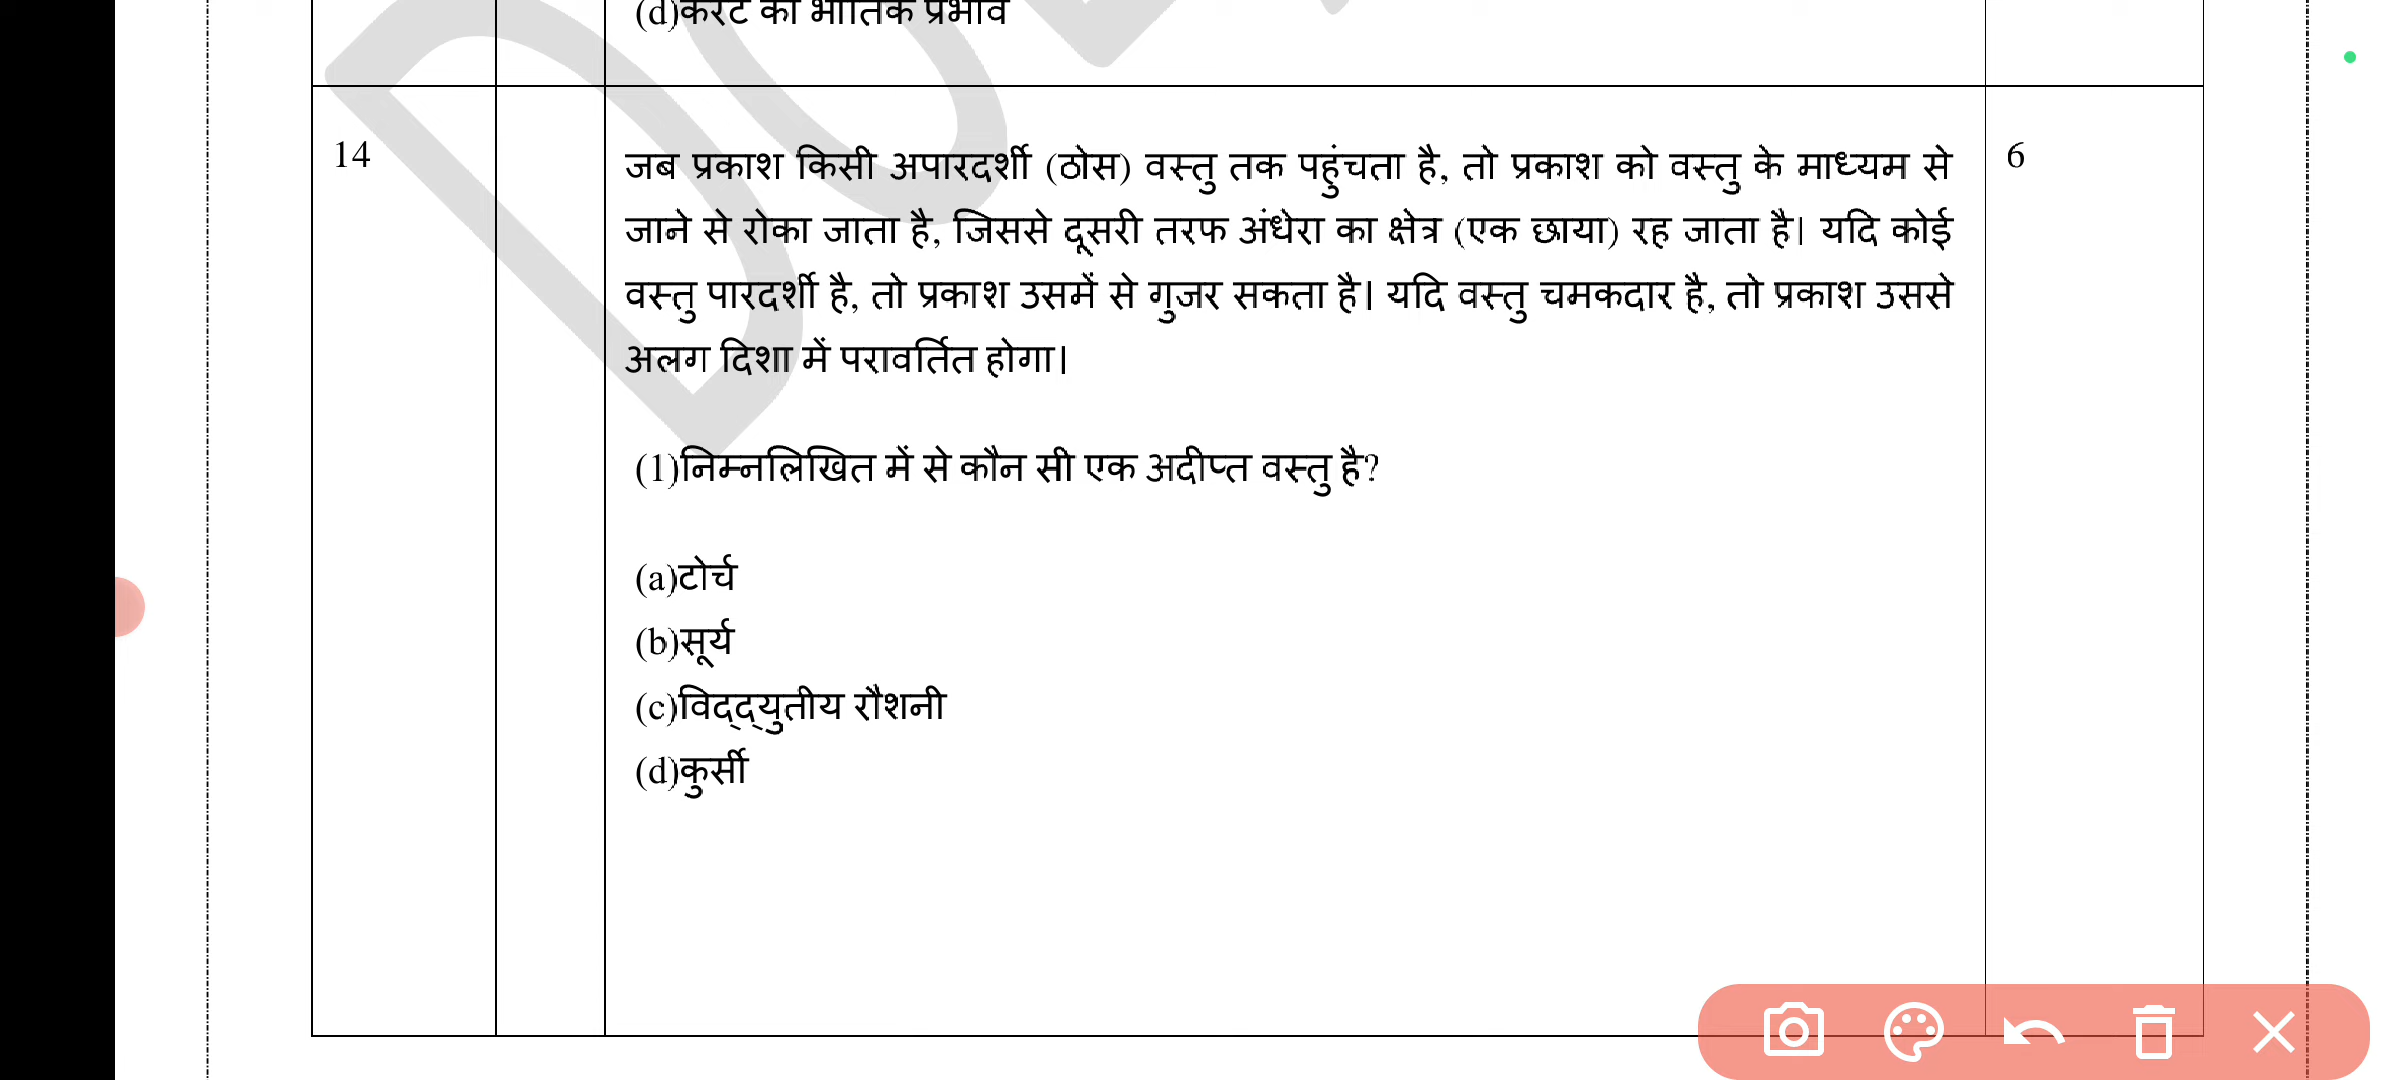 (d)करंट का भौतिक प्रभाव
14
6
जब प्रकाश किसी अपारदर्शी (ठोस) वस्तु तक पहुंचता है, तो प्रकाश को वस्तु के माध्यम से
जाने से रोका जाता है, जिससे दूसरी तरफ अंधेरा का क्षेत्र (एक छाया) रह जाता है। यदि कोई
वस्तु पारदर्शी है, तो प्रकाश उसमें से गुजर सकता है। यदि वस्तु चमकदार है, तो प्रकाश उससे
अलग दिशा में परावर्तित होगा।
(1)निम्नलिखित में से कौन सी एक अदीप्त वस्तु है?
(a)टोर्च
(b)सूर्य
(c)विद्द्युतीय रौशनी
(d)कुर्सी